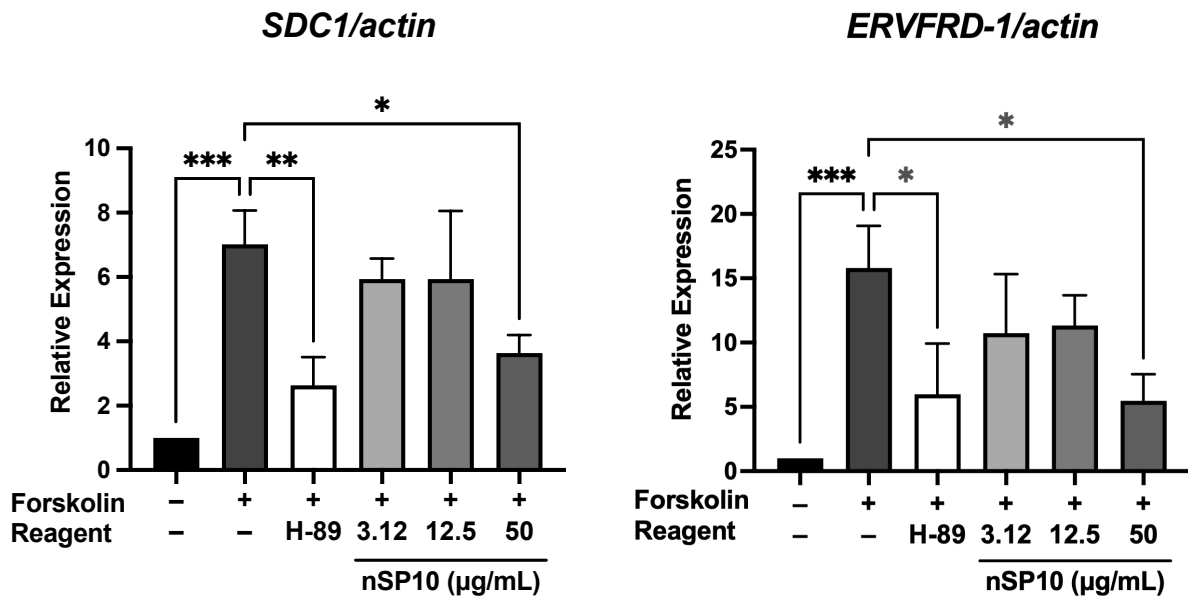 SDC1/actin
*
*** **
10
8
6
4
2
0
Relative Expression
Forskolin – + + + + +
Reagent – – H-89 3.12 12.5 50
nSP10 (µg/mL)
ERVFRD-1/actin
*
*** *
25
20
15
10
5
0
Relative Expression
Forskolin – + + + + +
Reagent – – H-89 3.12 12.5 50
nSP10 (µg/mL)